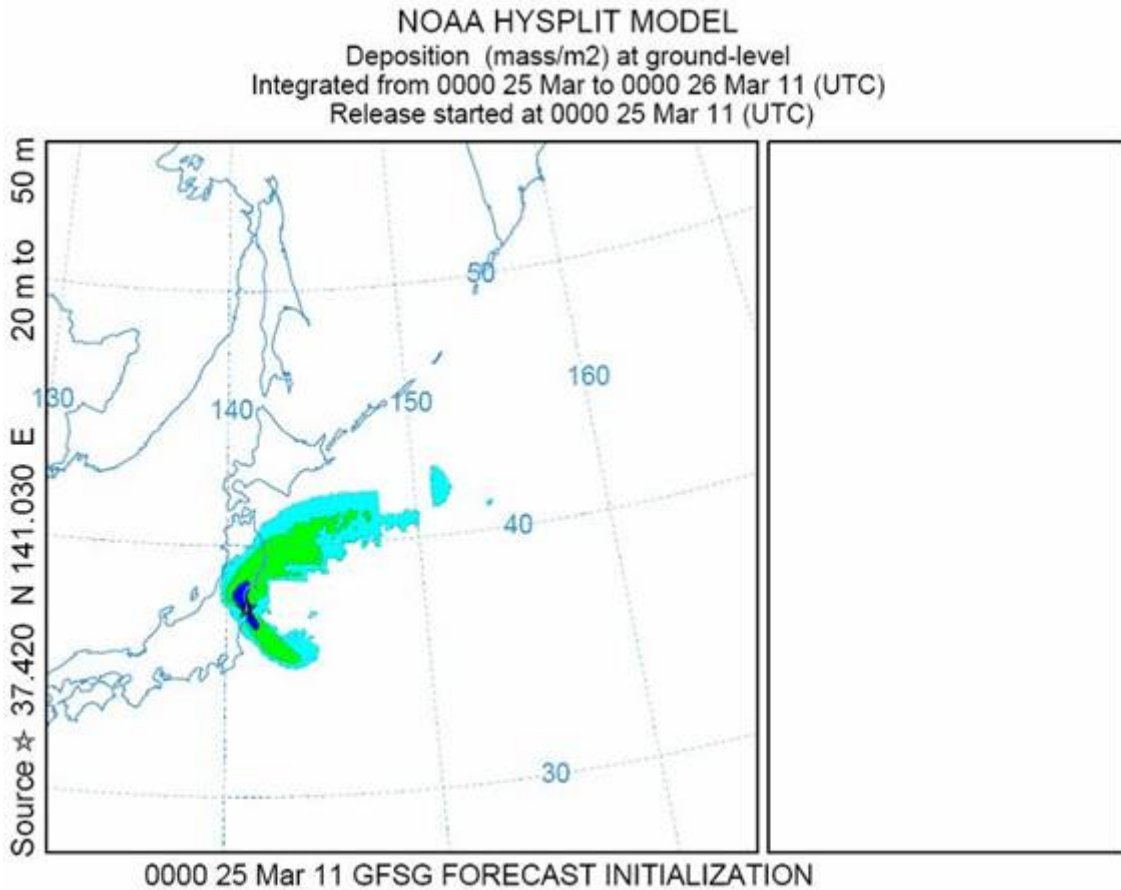 NOAA HYSPLIT MODEL
Deposition (mass/m2) at ground-level
Integrated from 0000 25 Mar to 0000 26 Mar 11 (UTC)
Release started at 0000 25 Mar 11 (UTC)
Source ☆ 37.420 N 141.030 E 20 m to 50 m
50
160
130
140
150
40
30
0000 25 Mar 11 GFSG FORECAST INITIALIZATION